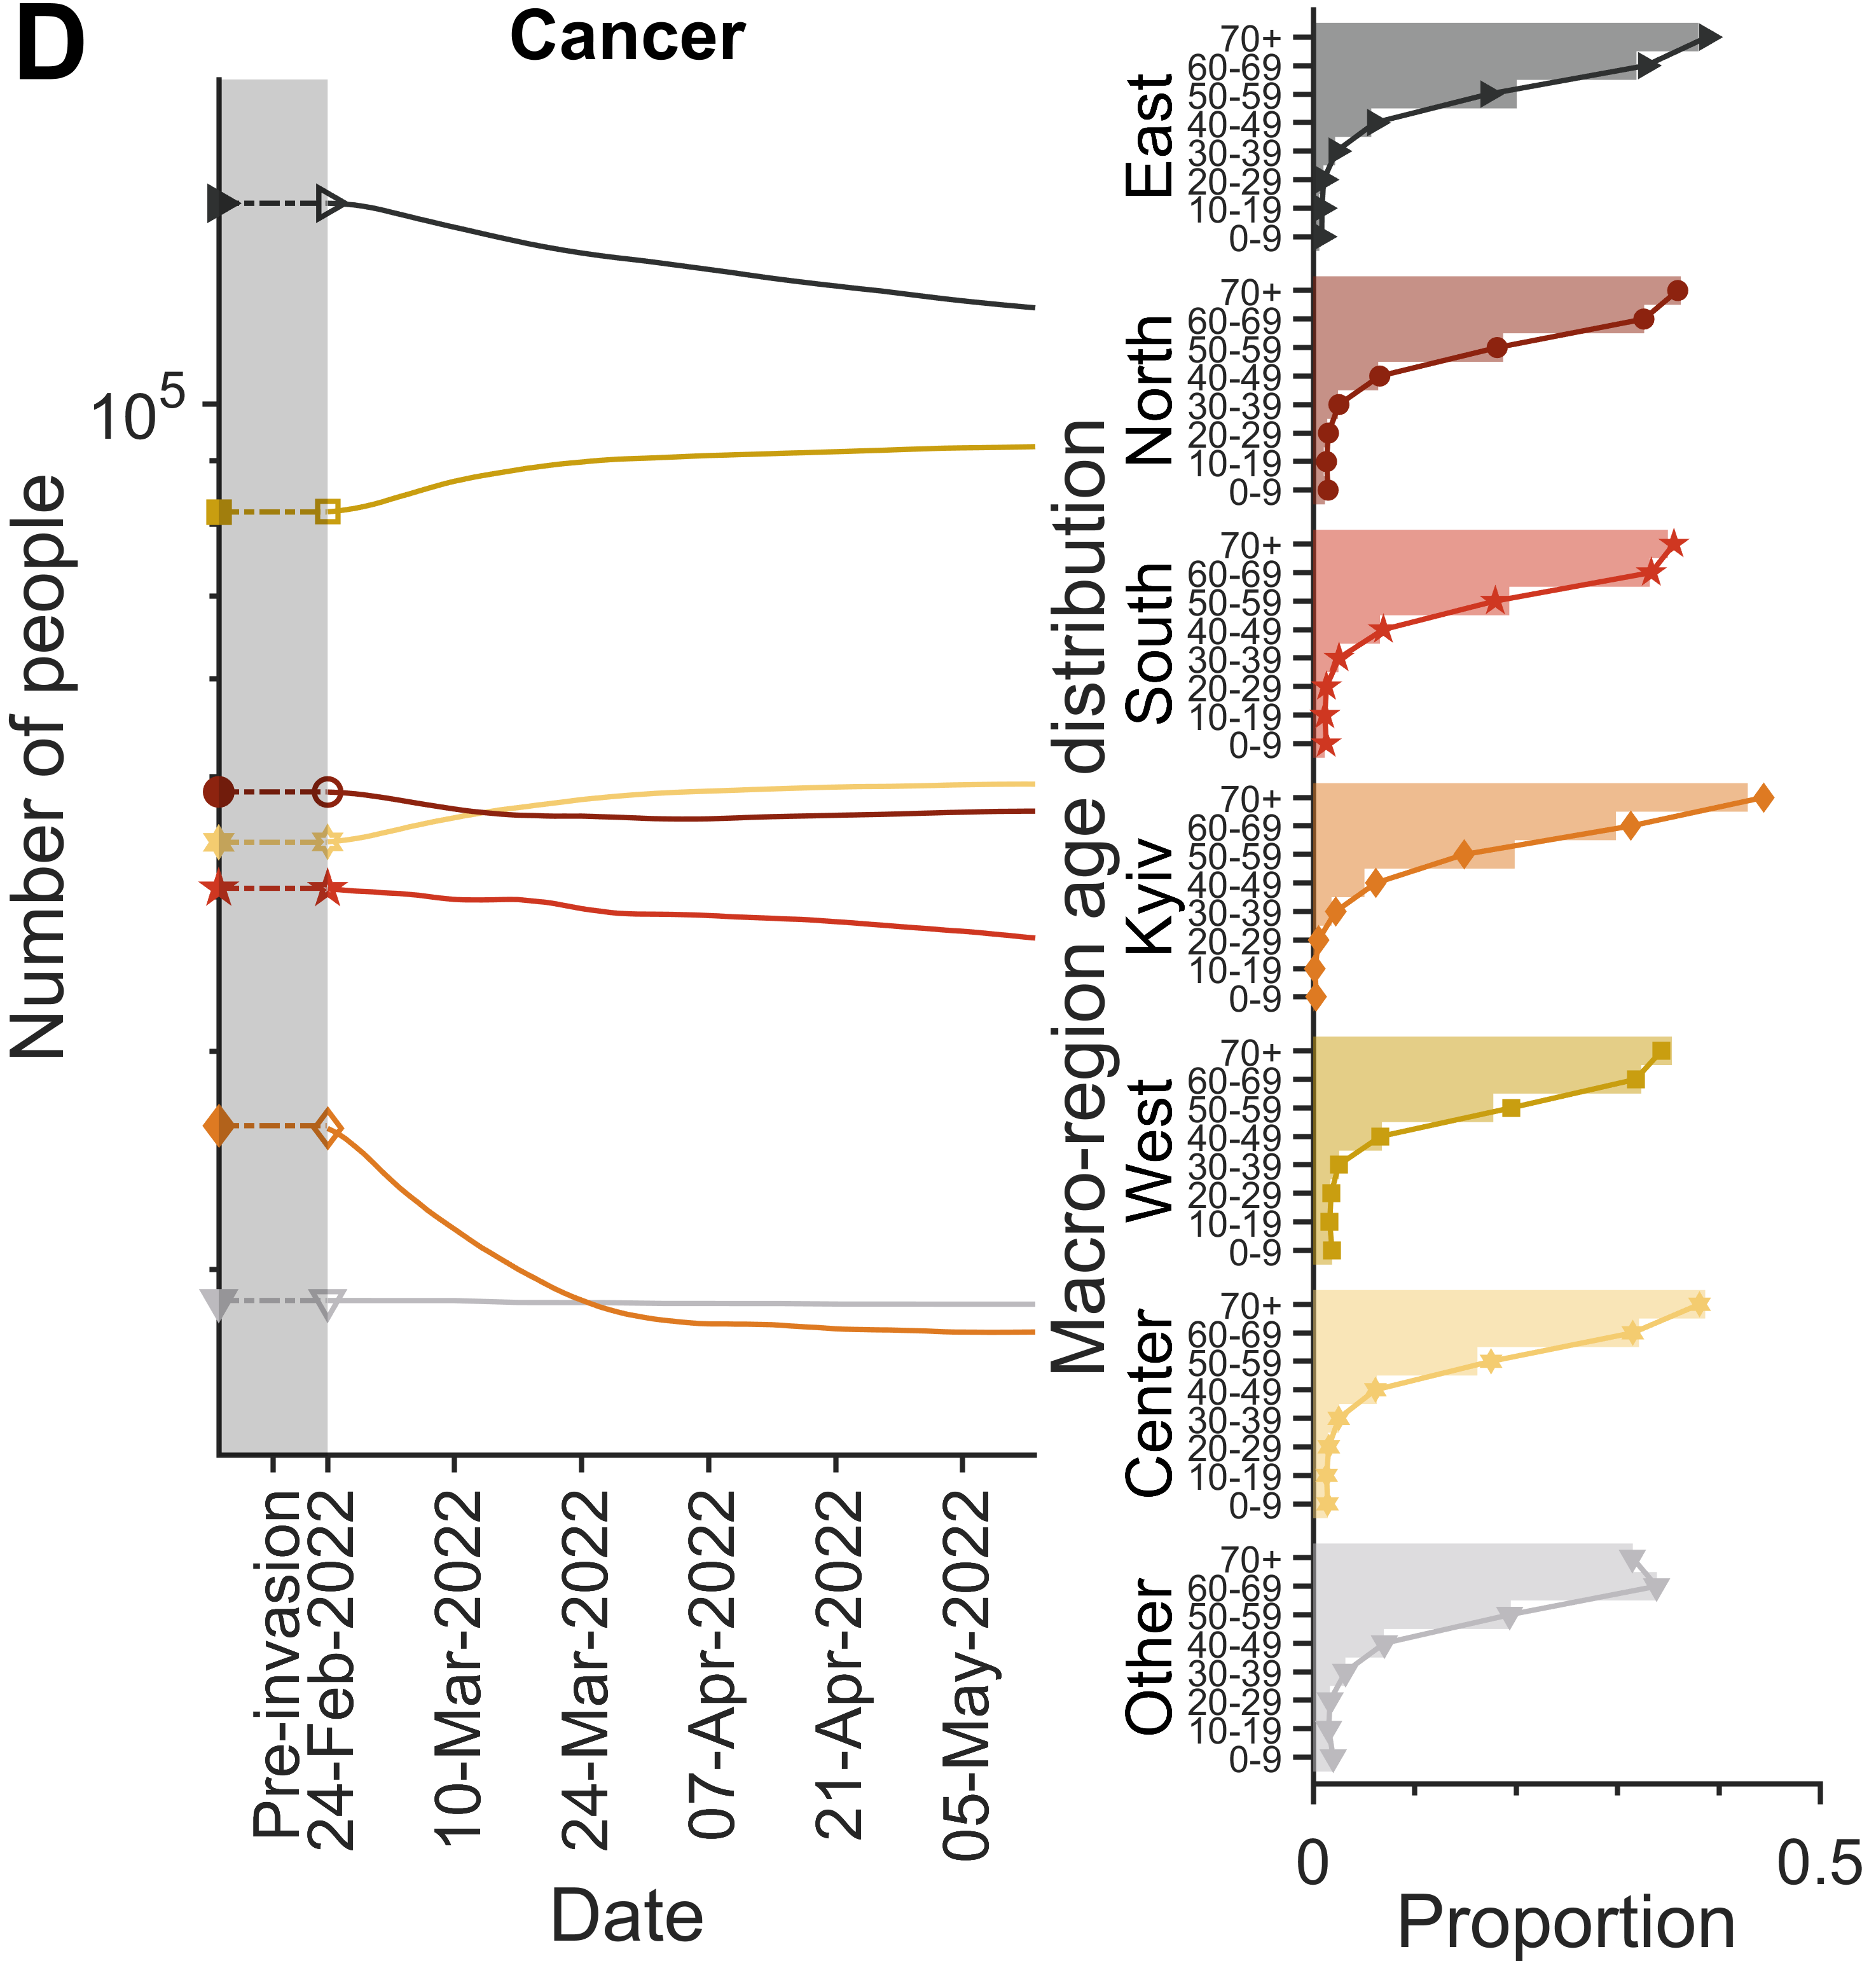 D
Cancer
Number of people
10^5
Pre-invasion
24-Feb-2022
10-Mar-2022
24-Mar-2022
07-Apr-2022
21-Apr-2022
05-May-2022
Date
Macro-region age distribution
East
70+
60-69
50-59
40-49
30-39
20-29
10-19
0-9
North
70+
60-69
50-59
40-49
30-39
20-29
10-19
0-9
South
70+
60-69
50-59
40-49
30-39
20-29
10-19
0-9
Kyiv
70+
60-69
50-59
40-49
30-39
20-29
10-19
0-9
West
70+
60-69
50-59
40-49
30-39
20-29
10-19
0-9
Center
70+
60-69
50-59
40-49
30-39
20-29
10-19
0-9
Other
70+
60-69
50-59
40-49
30-39
20-29
10-19
0-9
0 0.5
Proportion